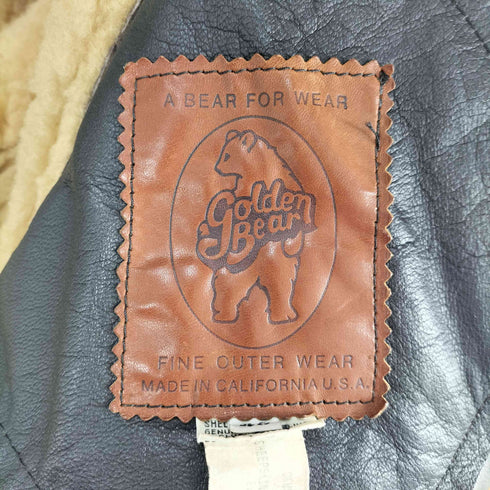 A BEAR FOR WEAR
Golden
Bear
FINE OUTER WEAR
MADE IN CALIFORNIA U.S.A.